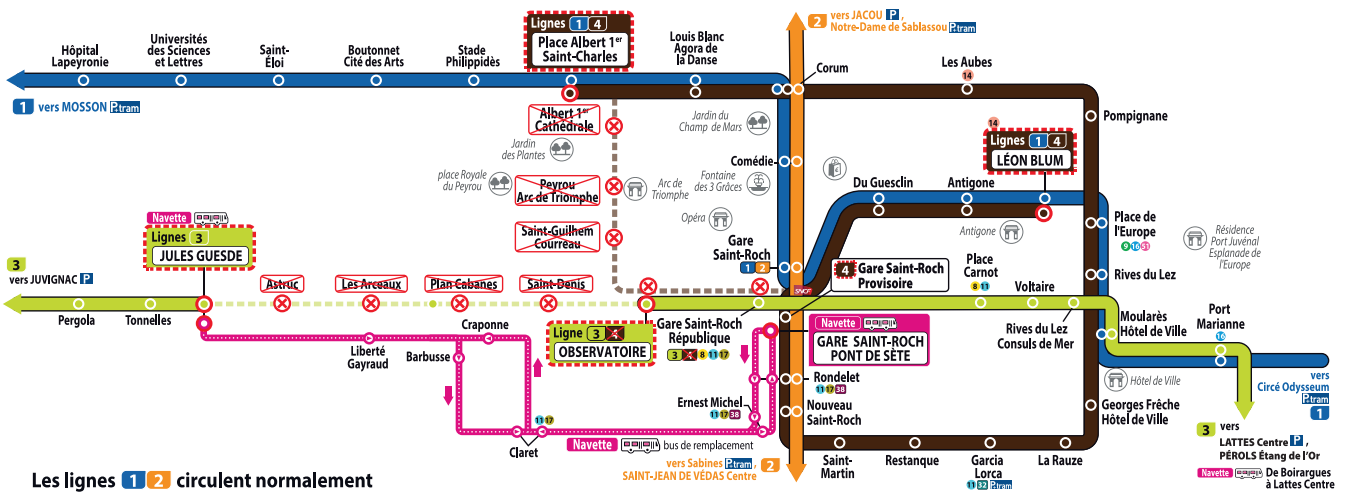 Lignes 1 4
Place Albert 1er
Saint-Charles
2 vers JACOU P ,
Notre-Dame de Sablassou P.tram
Hôpital
Lapeyronie
Universités
des Sciences
et Lettres
Saint-
Éloi
Boutonnet
Cité des Arts
Stade
Philippidès
Louis Blanc
Agora de
la Danse
Corum
Les Aubes
14
1 vers MOSSON P.tram
Albert 1er
Cathédrale
Jardin
des Plantes
Jardin du
Champ de Mars
Pompignane
14
Lignes 1 4
LÉON BLUM
place Royale
du Peyrou
Peyrou
Arc de Triomphe
Arc de
Triomphe
Comédie
Fontaine
des 3 Grâces
€
Du Guesclin
Antigone
Saint-Guilhem
Courreau
Opéra
Antigone
Place de
l'Europe
9 16 51
Résidence
Port Juvénal
Esplanade de
l'Europe
Navette
Lignes 3
JULES GUESDE
Gare
Saint-Roch
1 2
4 Gare Saint-Roch
Provisoire
SNCF
Place
Carnot
8 11
Voltaire
Rives du Lez
3
vers JUVIGNAC P
Astruc
Les Arceaux
Plan Cabanes
Saint-Denis
Pergola
Tonnelles
Ligne 3 4
OBSERVATOIRE
Gare Saint-Roch
République
3 4 8 11 17
Navette
GARE SAINT-ROCH
PONT DE SÈTE
Rives du Lez
Consuls de Mer
Moularès
Hôtel de Ville
Port
Marianne
16
Liberté
Gayraud
Craponne
Barbusse
Rondelet
11 17 38
Hôtel de Ville
vers
Circé Odysseum
P.tram
1
Ernest Michel
11 17 38
Nouveau
Saint-Roch
Georges Frêche
Hôtel de Ville
11 17
Claret
Navette bus de remplacement
vers Sabines P.tram , 2
SAINT-JEAN DE VÉDAS Centre
Saint-
Martin
Restanque
Garcia
Lorca
11 32 P.tram
La Rauze
3 vers
LATTES Centre P ,
PÉROLS Étang de l'Or
Navette De Boirargues
à Lattes Centre
Les lignes 1 2 circulent normalement